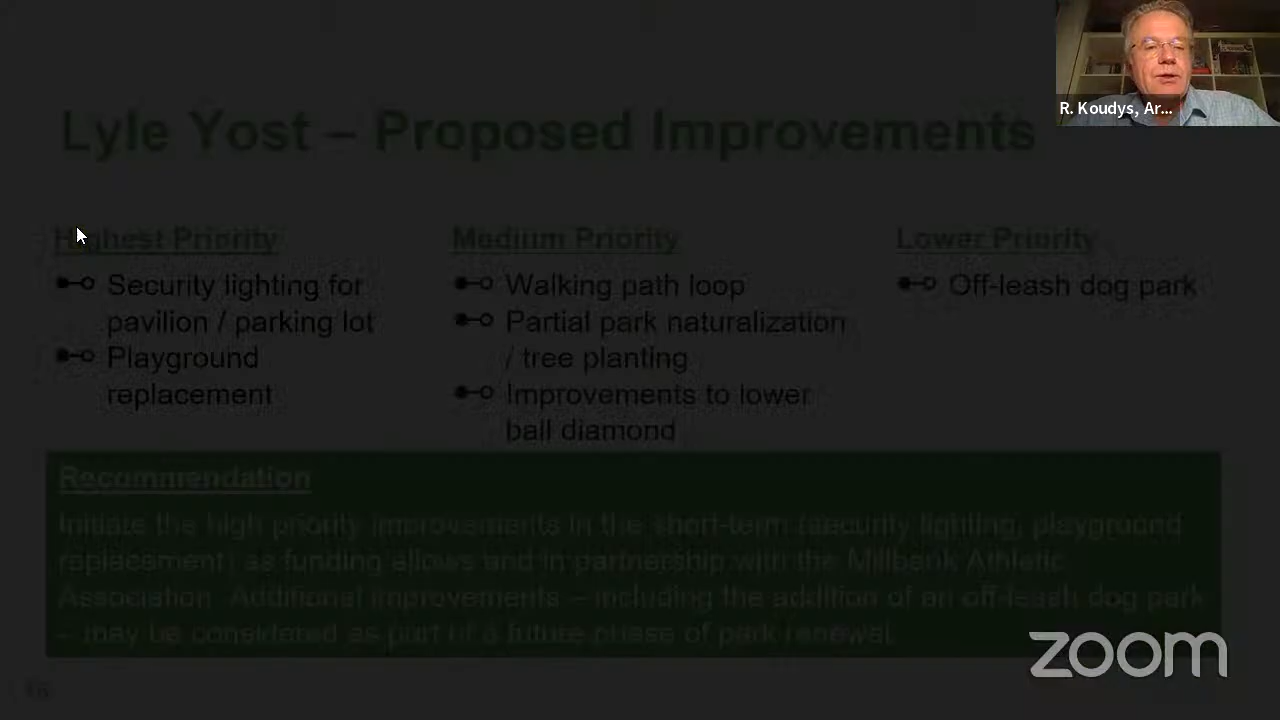 R. Koudys, Ar...
Lyle Yost – Proposed Improvements
Highest Priority
Security lighting for
pavilion / parking lot
Playground
replacement
Medium Priority
Walking path loop
Partial park naturalization
/ tree planting
Improvements to lower
ball diamond
Lower Priority
Off-leash dog park
Recommendation
Initiate the high priority improvements in the short-term (security lighting, playground
replacement) as funding allows and in partnership with the Millbank Athletic
Association. Additional improvements – including the addition of an off-leash dog park
– may be considered as part of a future phase of park renewal.
zoom